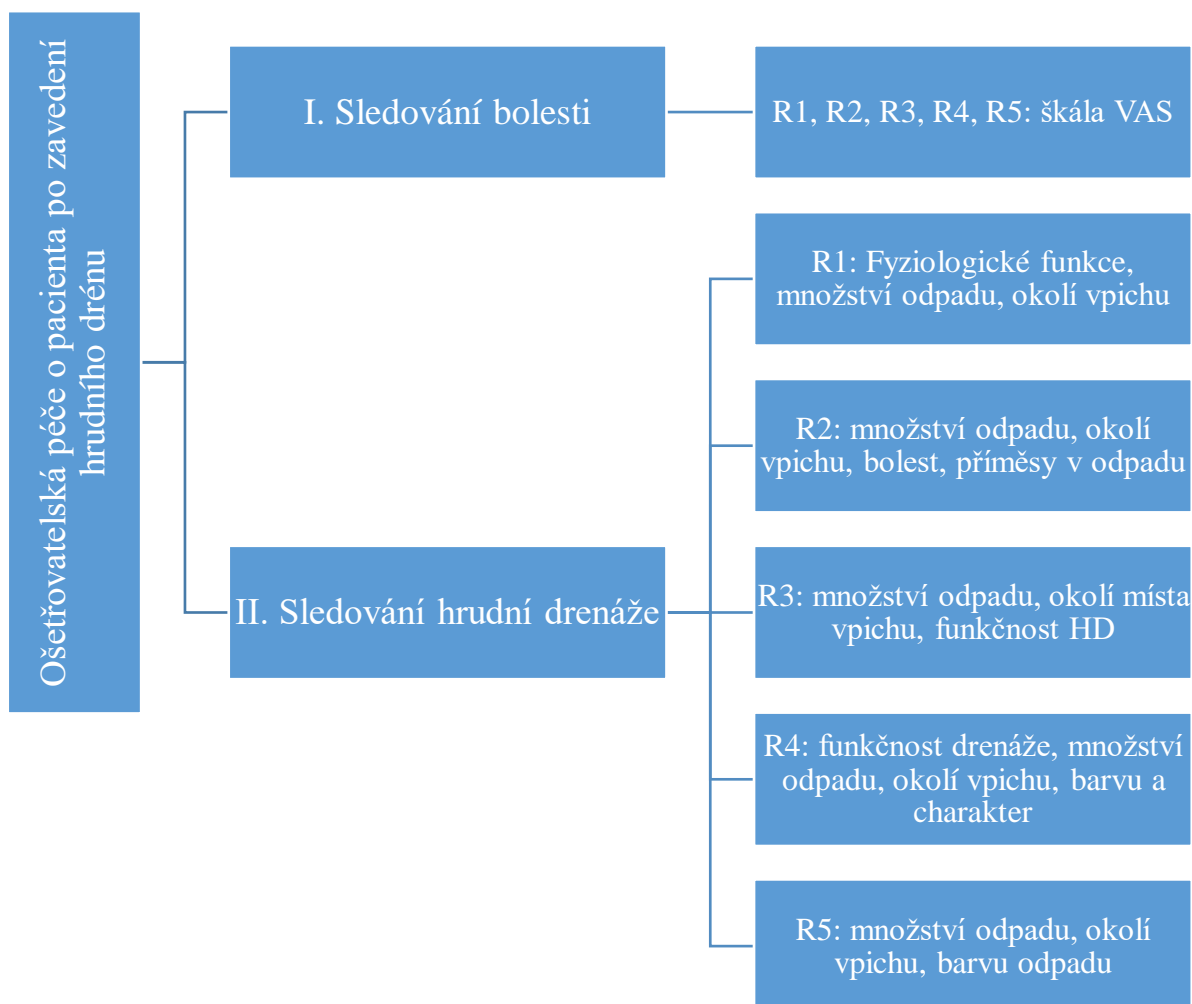 Ošetřovatelská péče o pacienta po zavedení
hrudního drénu
I. Sledování bolesti
R1, R2, R3, R4, R5: škála VAS
II. Sledování hrudní drenáže
R1: Fyziologické funkce,
množství odpadu, okolí vpichu
R2: množství odpadu, okolí
vpichu, bolest, příměsy v odpadu
R3: množství odpadu, okolí místa
vpichu, funkčnost HD
R4: funkčnost drenáže, množství
odpadu, okolí vpichu, barvu a
charakter
R5: množství odpadu, okolí
vpichu, barvu odpadu